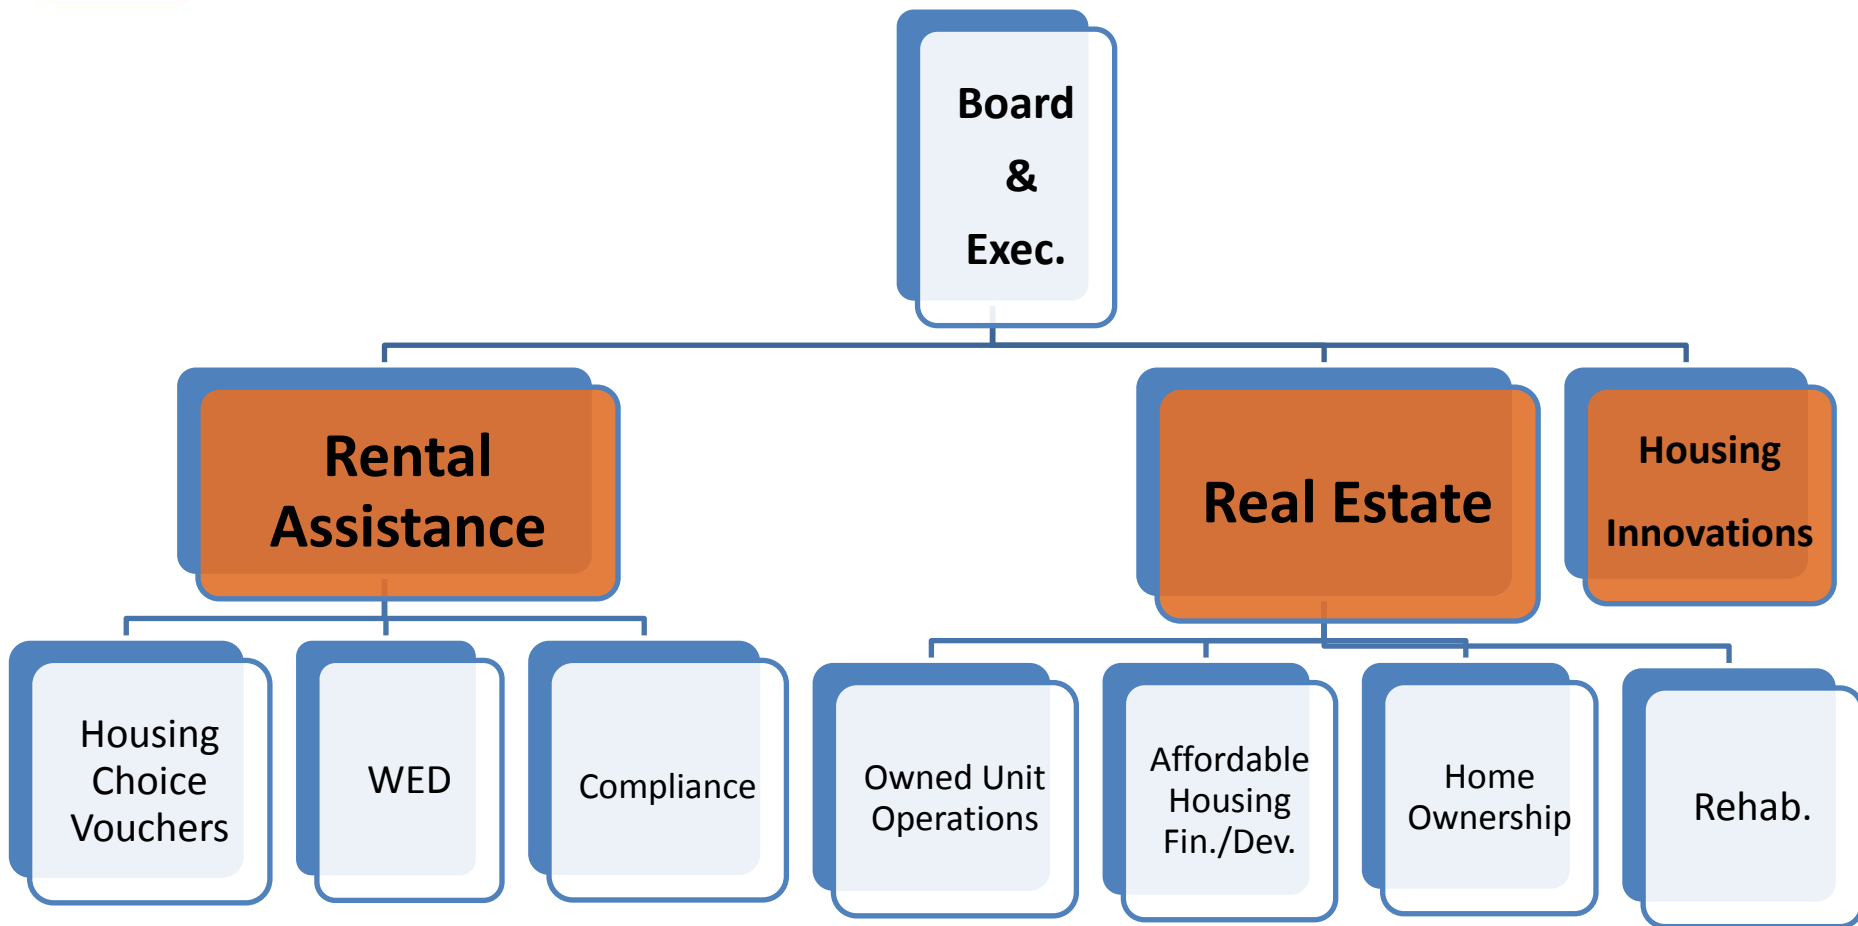 Board
&
Exec.
Rental
Assistance
Real Estate
Housing
Innovations
Housing
Choice
Vouchers
WED
Compliance
Owned Unit
Operations
Affordable
Housing
Fin./Dev.
Home
Ownership
Rehab.